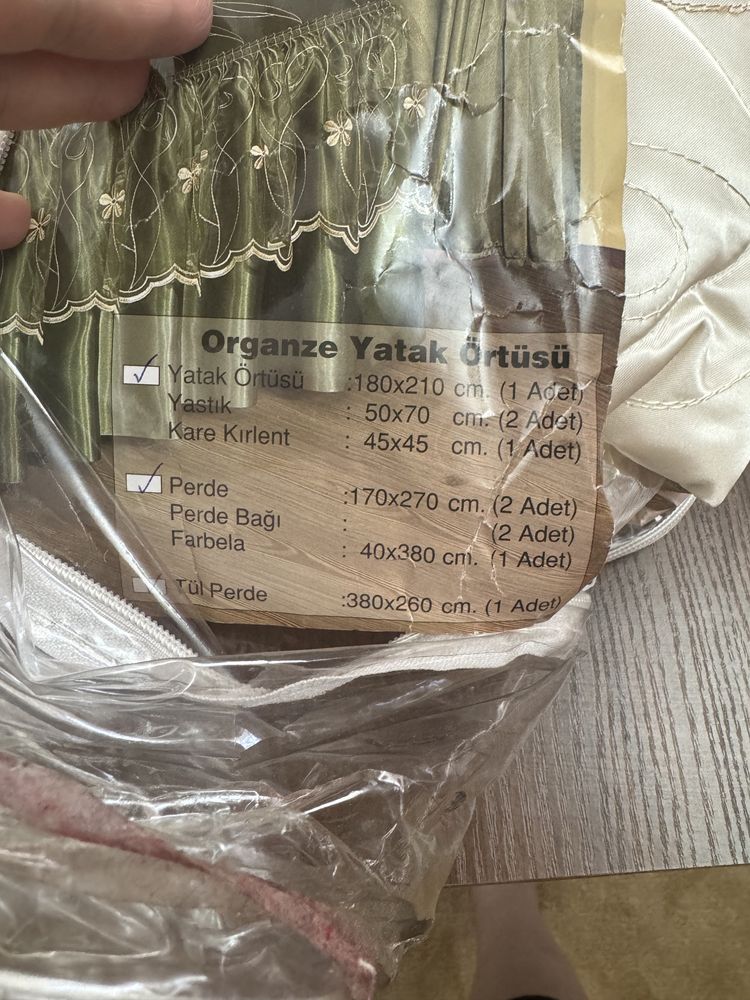 Organze Yatak Örtüsü
Yatak Örtüsü :180x210 cm. (1 Adet)
Yastık : 50x70 cm. (2 Adet)
Kare Kırlent : 45x45 cm. (1 Adet)
Perde :170x270 cm. (2 Adet)
Perde Bağı : (2 Adet)
Farbela : 40x380 cm. (1 Adet)
Tül Perde :380x260 cm. (1 Adet)